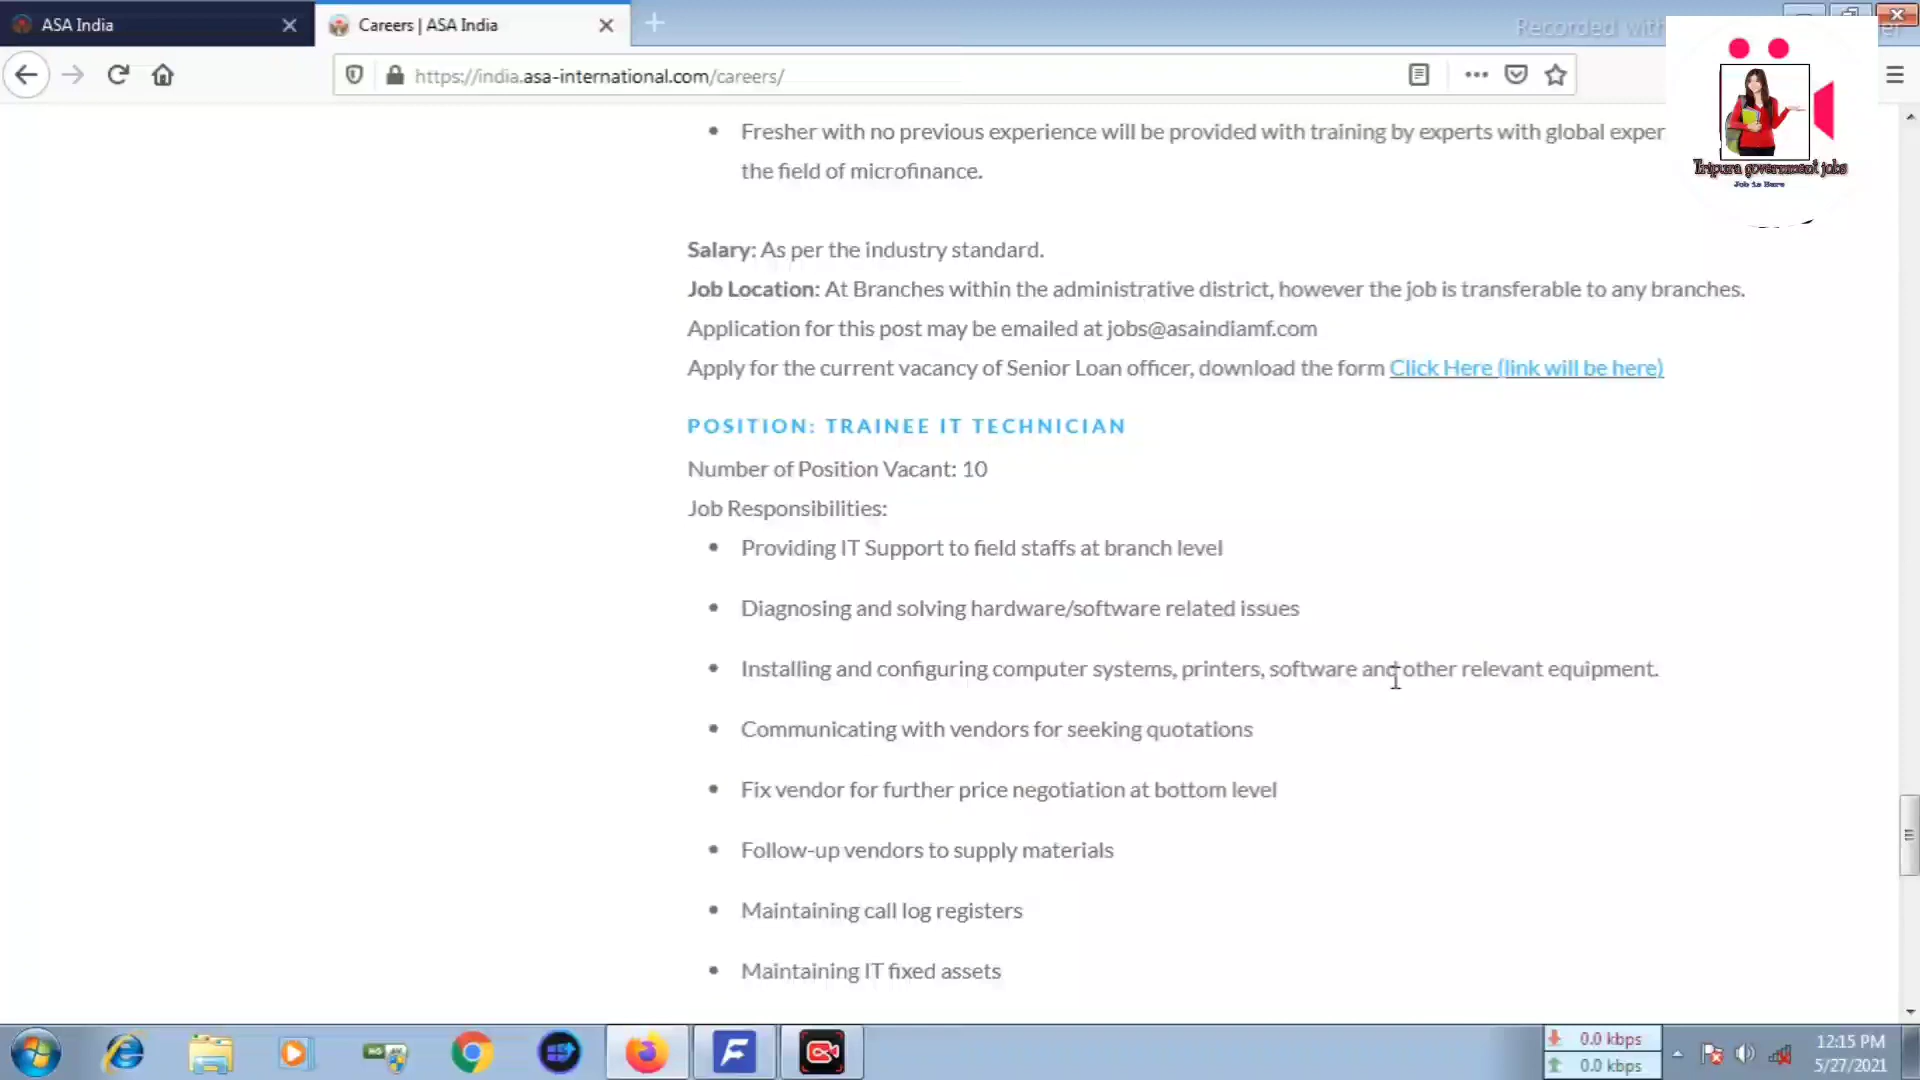 ASA India
Careers | ASA India
Recorded with
https://india.asa-international.com/careers/
Tripura government jobs
Job is Here
Fresher with no previous experience will be provided with training by experts with global exper
the field of microfinance.
Salary: As per the industry standard.
Job Location: At Branches within the administrative district, however the job is transferable to any branches.
Application for this post may be emailed at jobs@asaindiamf.com
Apply for the current vacancy of Senior Loan officer, download the form Click Here (link will be here)
POSITION: TRAINEE IT TECHNICIAN
Number of Position Vacant: 10
Job Responsibilities:
Providing IT Support to field staffs at branch level
Diagnosing and solving hardware/software related issues
Installing and configuring computer systems, printers, software and other relevant equipment.
Communicating with vendors for seeking quotations
Fix vendor for further price negotiation at bottom level
Follow-up vendors to supply materials
Maintaining call log registers
Maintaining IT fixed assets
0.0 kbps
0.0 kbps
12:15 PM
5/27/2021